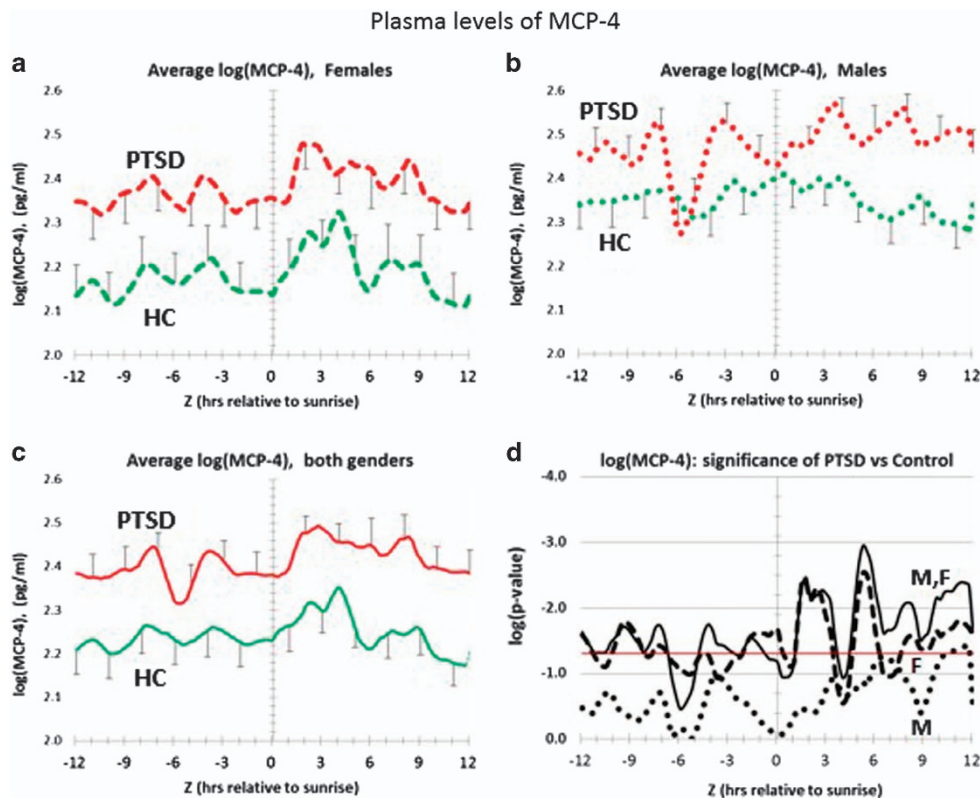 Plasma levels of MCP-4
a
Average log(MCP-4), Females
log(MCP-4), (pg/ml)
2.6
2.5
2.4
2.3
2.2
2.1
2.0
PTSD
HC
-12 -9 -6 -3 0 3 6 9 12
Z (hrs relative to sunrise)
b
Average log(MCP-4), Males
log(MCP-4), (pg/ml)
2.6
2.5
2.4
2.3
2.2
2.1
2.0
PTSD
HC
-12 -9 -6 -3 0 3 6 9 12
Z (hrs relative to sunrise)
c
Average log(MCP-4), both genders
log(MCP-4), (pg/ml)
2.6
2.5
2.4
2.3
2.2
2.1
2.0
PTSD
HC
-12 -9 -6 -3 0 3 6 9 12
Z (hrs relative to sunrise)
d
log(MCP-4): significance of PTSD vs Control
log(p-value)
-4.0
-3.0
-2.0
-1.0
0.0
M,F
F
M
-12 -9 -6 -3 0 3 6 9 12
Z (hrs relative to sunrise)